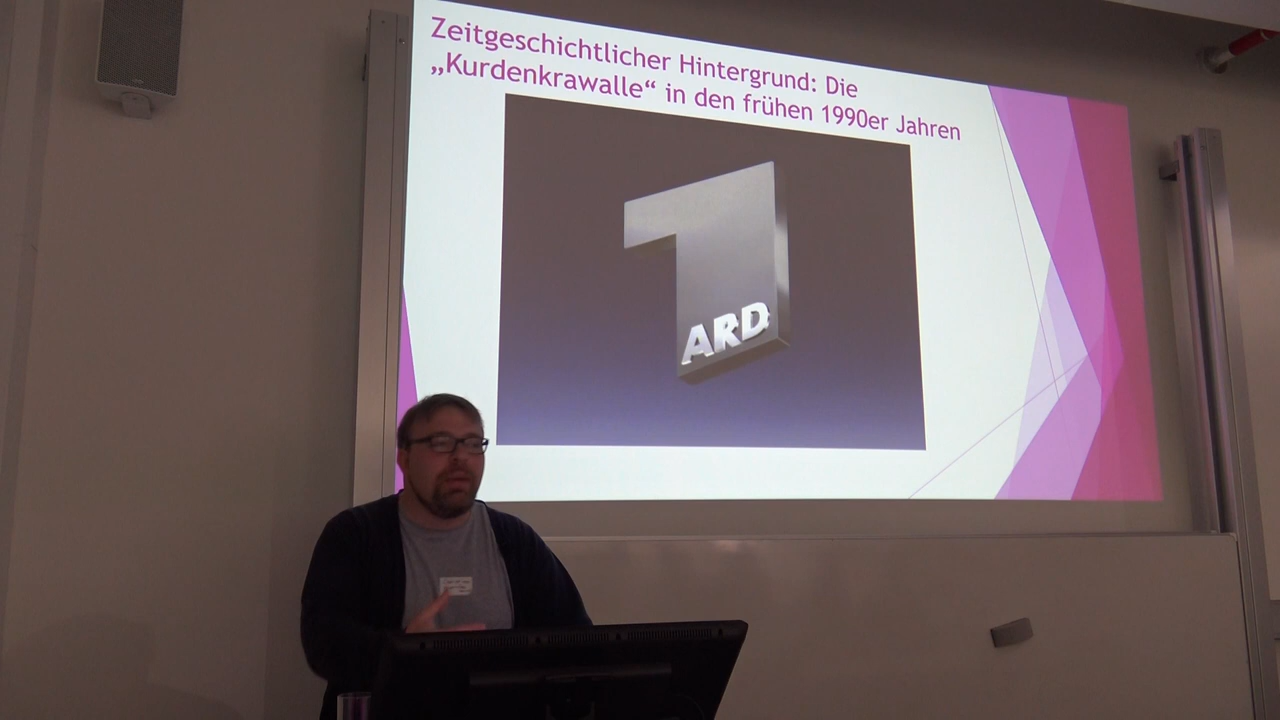 Zeitgeschichtlicher Hintergrund: Die
„Kurdenkrawalle“ in den frühen 1990er Jahren
1
ARD